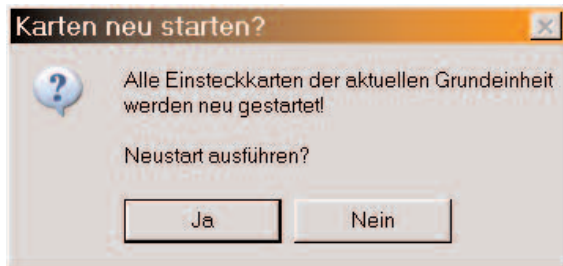 Karten neu starten?
Alle Einsteckkarten der aktuellen Grundeinheit
werden neu gestartet!
Neustart ausführen?
Ja
Nein